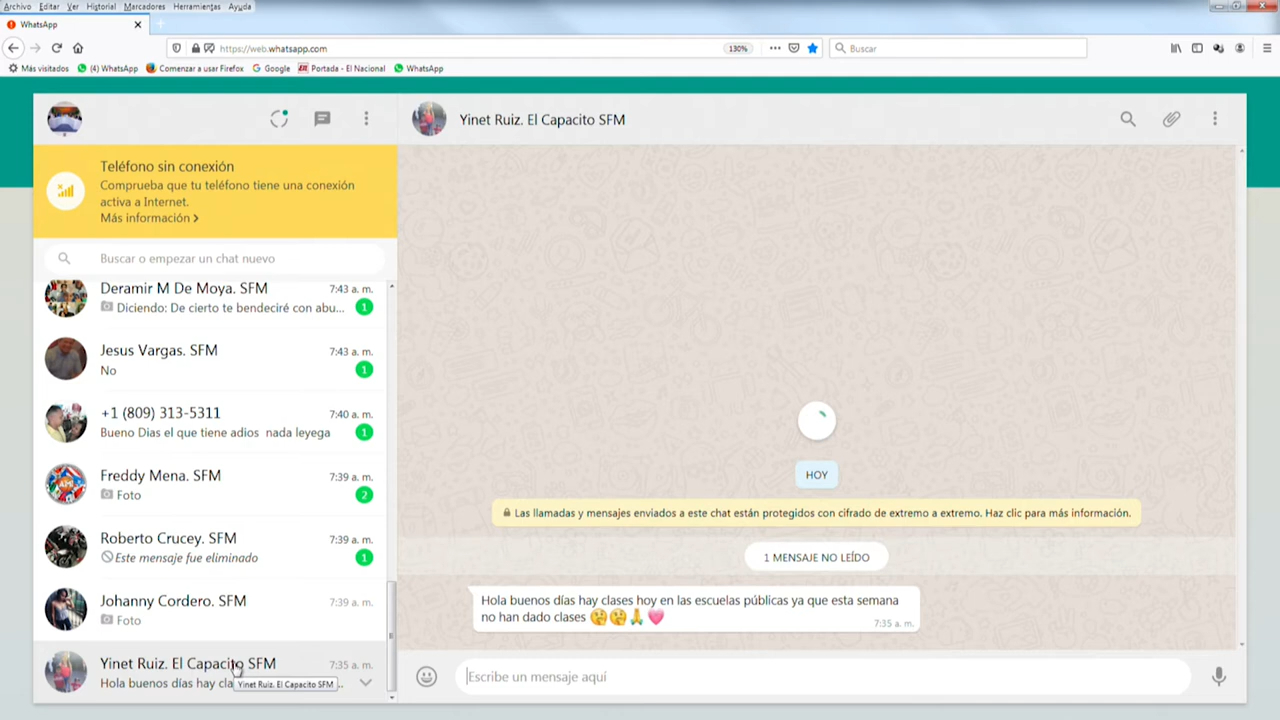 Archivo Editar Ver Historial Marcadores Herramientas Ayuda
WhatsApp
https://web.whatsapp.com
130%
Buscar
Más visitados (4) WhatsApp Comenzar a usar Firefox Google Portada - El Nacional WhatsApp
Yinet Ruiz. El Capacito SFM
Teléfono sin conexión
Comprueba que tu teléfono tiene una conexión
activa a Internet.
Más información
Buscar o empezar un chat nuevo
Deramir M De Moya. SFM 7:43 a. m.
Diciendo: De cierto te bendeciré con abu... 1
Jesus Vargas. SFM 7:43 a. m.
No 1
+1 (809) 313-5311 7:40 a. m.
Bueno Dias el que tiene adios nada leyega 1
Freddy Mena. SFM 7:39 a. m.
Foto 2
Roberto Crucey. SFM 7:39 a. m.
Este mensaje fue eliminado 1
Johanny Cordero. SFM 7:39 a. m.
Foto
Yinet Ruiz. El Capacito SFM 7:35 a. m.
Hola buenos días hay cla
Yinet Ruiz. El Capacito SFM
HOY
Las llamadas y mensajes enviados a este chat están protegidos con cifrado de extremo a extremo. Haz clic para más información.
1 MENSAJE NO LEÍDO
Hola buenos días hay clases hoy en las escuelas públicas ya que esta semana
no han dado clases 🤔🤔🙏💗
7:35 a. m.
Escribe un mensaje aquí